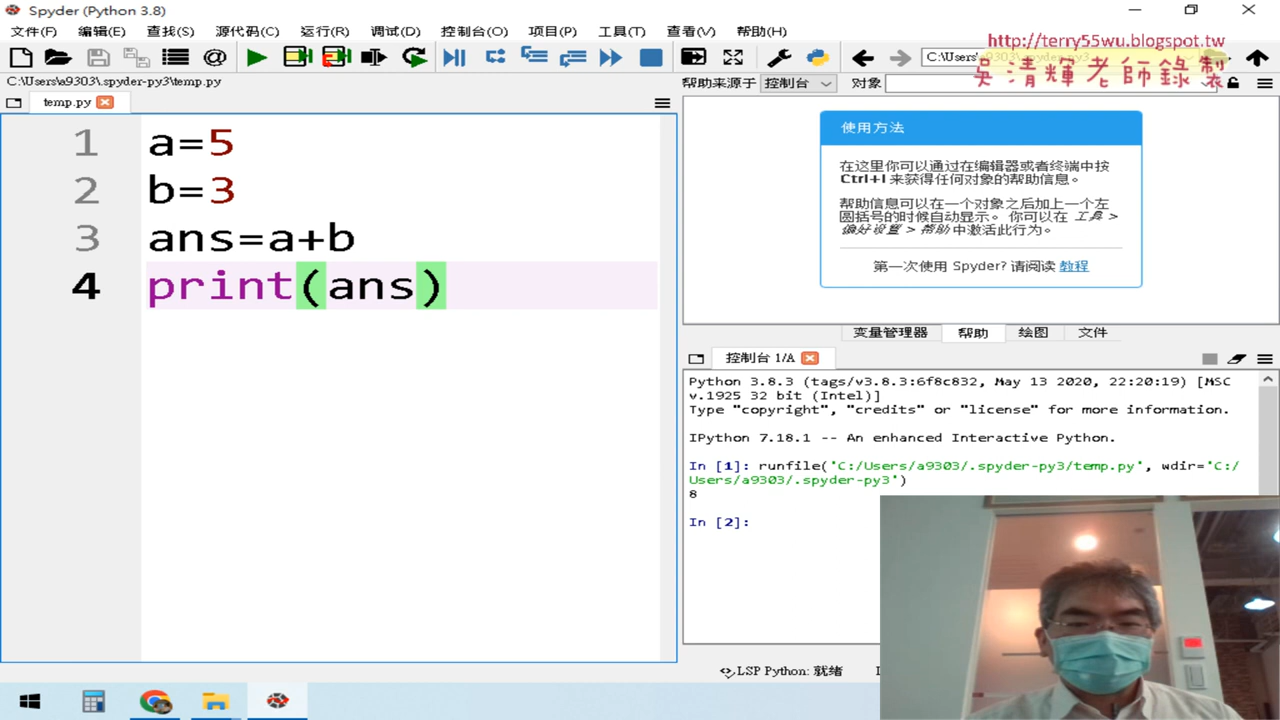 Spyder (Python 3.8)
文件(F) 编辑(E) 查找(S) 源代码(C) 运行(R) 调试(D) 控制台(O) 项目(P) 工具(T) 查看(V) 帮助(H)
http://terry55wu.blogspot.tw
吳清輝老師錄製
C:\Users\a9303\.spyder-py3\temp.py
帮助来源于 控制台 对象
temp.py
1 a=5
2 b=3
3 ans=a+b
4 print(ans)
使用方法
在这里你可以通过在编辑器或者终端中按
Ctrl+I 来获得任何对象的帮助信息。
帮助信息可以在一个对象之后加上一个左
圆括号的时候自动显示。 你可以在 工具 >
偏好设置 > 帮助 中激活此行为。
第一次使用 Spyder? 请阅读 教程
变量管理器 帮助 绘图 文件
控制台 1/A
Python 3.8.3 (tags/v3.8.3:6f8c832, May 13 2020, 22:20:19) [MSC
v.1925 32 bit (Intel)]
Type "copyright", "credits" or "license" for more information.
IPython 7.18.1 -- An enhanced Interactive Python.
In [1]: runfile('C:/Users/a9303/.spyder-py3/temp.py', wdir='C:/
Users/a9303/.spyder-py3')
8
In [2]:
LSP Python: 就绪